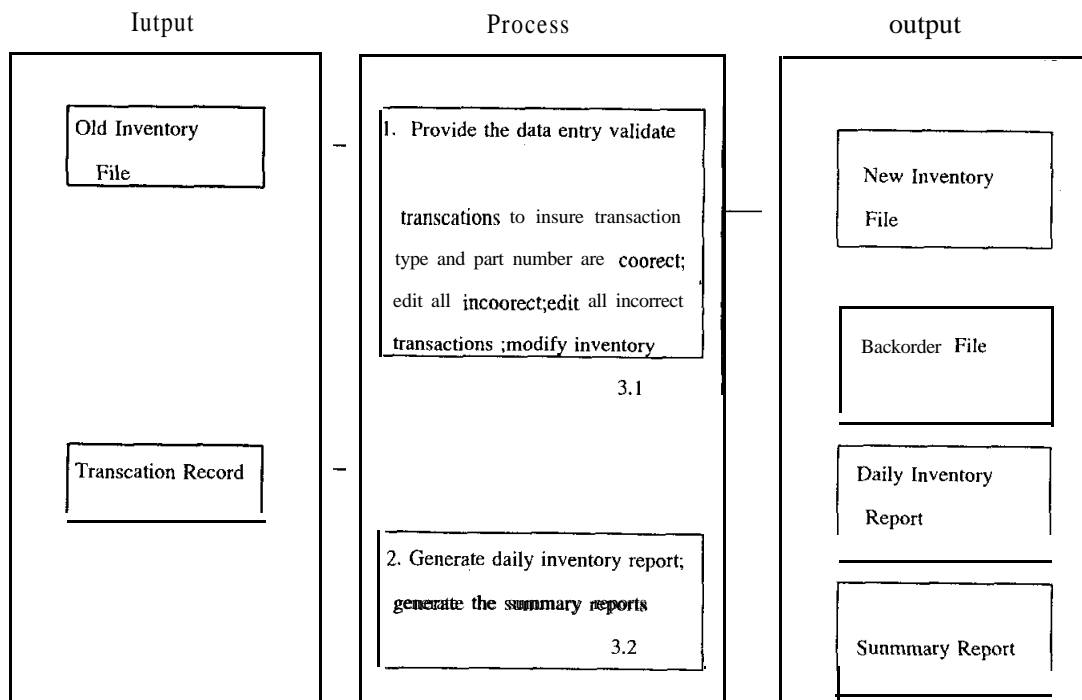 Iutput
Process
output
Old Inventory
File
Transcation Record
1. Provide the data entry validate
transcations to insure transaction
type and part number are coorect;
edit all incoorect;edit all incorrect
transactions ;modify inventory
3.1
2. Generate daily inventory report;
generate the summary reports
3.2
New Inventory
File
Backorder File
Daily Inventory
Report
Sunmmary Report